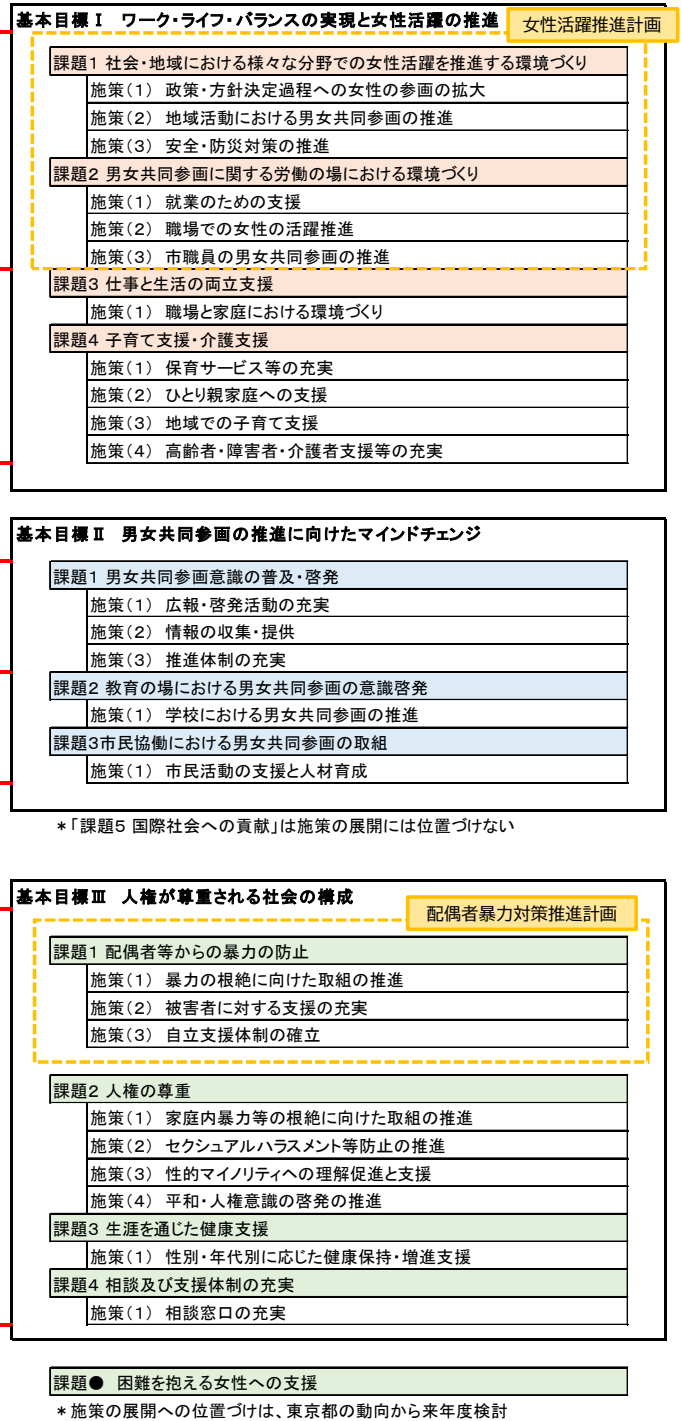 基本目標Ⅰ　ワーク・ライフ・バランスの実現と女性活躍の推進
女性活躍推進計画
課題1 社会・地域における様々な分野での女性活躍を推進する環境づくり
施策(1)　政策・方針決定過程への女性の参画の拡大
施策(2)　地域活動における男女共同参画の推進
施策(3)　安全・防災対策の推進
課題2 男女共同参画に関する労働の場における環境づくり
施策(1)　就業のための支援
施策(2)　職場での女性の活躍推進
施策(3)　市職員の男女共同参画の推進
課題3 仕事と生活の両立支援
施策(1)　職場と家庭における環境づくり
課題4 子育て支援・介護支援
施策(1)　保育サービス等の充実
施策(2)　ひとり親家庭への支援
施策(3)　地域での子育て支援
施策(4)　高齢者・障害者・介護者支援等の充実
基本目標Ⅱ　男女共同参画の推進に向けたマインドチェンジ
課題1 男女共同参画意識の普及・啓発
施策(1)　広報・啓発活動の充実
施策(2)　情報の収集・提供
施策(3)　推進体制の充実
課題2 教育の場における男女共同参画の意識啓発
施策(1)　学校における男女共同参画の推進
課題3市民協働における男女共同参画の取組
施策(1)　市民活動の支援と人材育成
＊「課題5 国際社会への貢献」は施策の展開には位置づけない
基本目標Ⅲ　人権が尊重される社会の構成
配偶者暴力対策推進計画
課題1 配偶者等からの暴力の防止
施策(1)　暴力の根絶に向けた取組の推進
施策(2)　被害者に対する支援の充実
施策(3)　自立支援体制の確立
課題2 人権の尊重
施策(1)　家庭内暴力等の根絶に向けた取組の推進
施策(2)　セクシュアルハラスメント等防止の推進
施策(3)　性的マイノリティへの理解促進と支援
施策(4)　平和・人権意識の啓発の推進
課題3 生涯を通じた健康支援
施策(1)　性別・年代別に応じた健康保持・増進支援
課題4 相談及び支援体制の充実
施策(1)　相談窓口の充実
課題●　困難を抱える女性への支援
＊施策の展開への位置づけは、東京都の動向から来年度検討